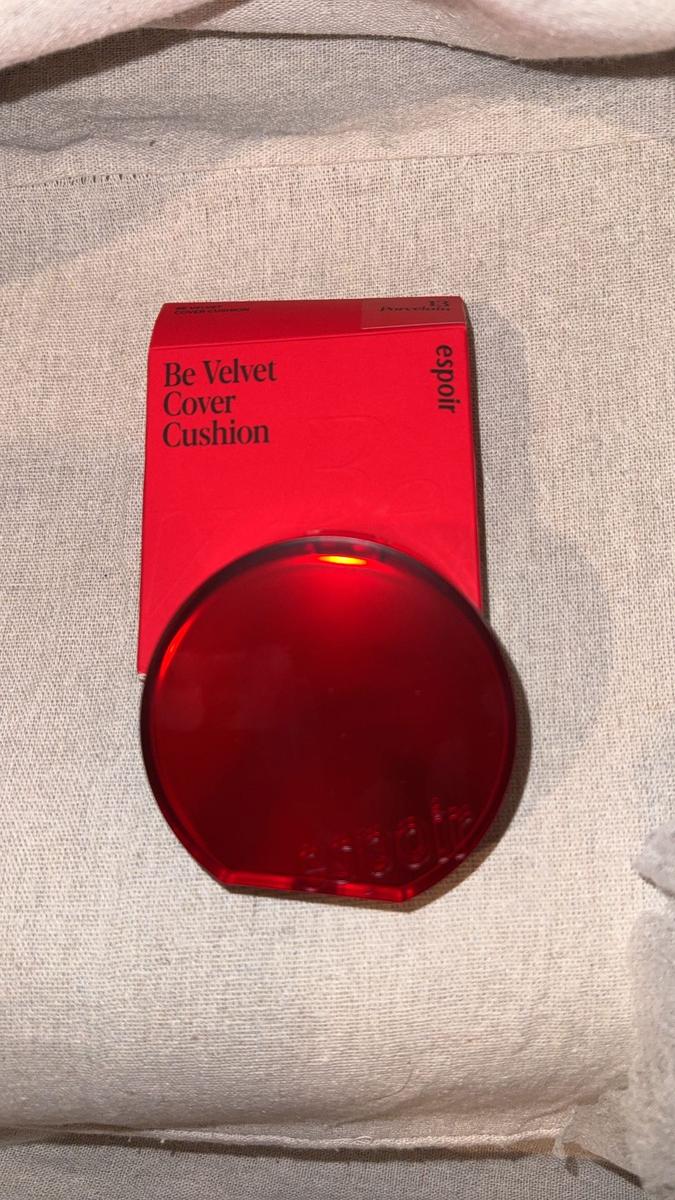 BE VELVET
COVER CUSHION
13
Porcelain
Be Velvet
Cover
Cushion
espoir
espoir